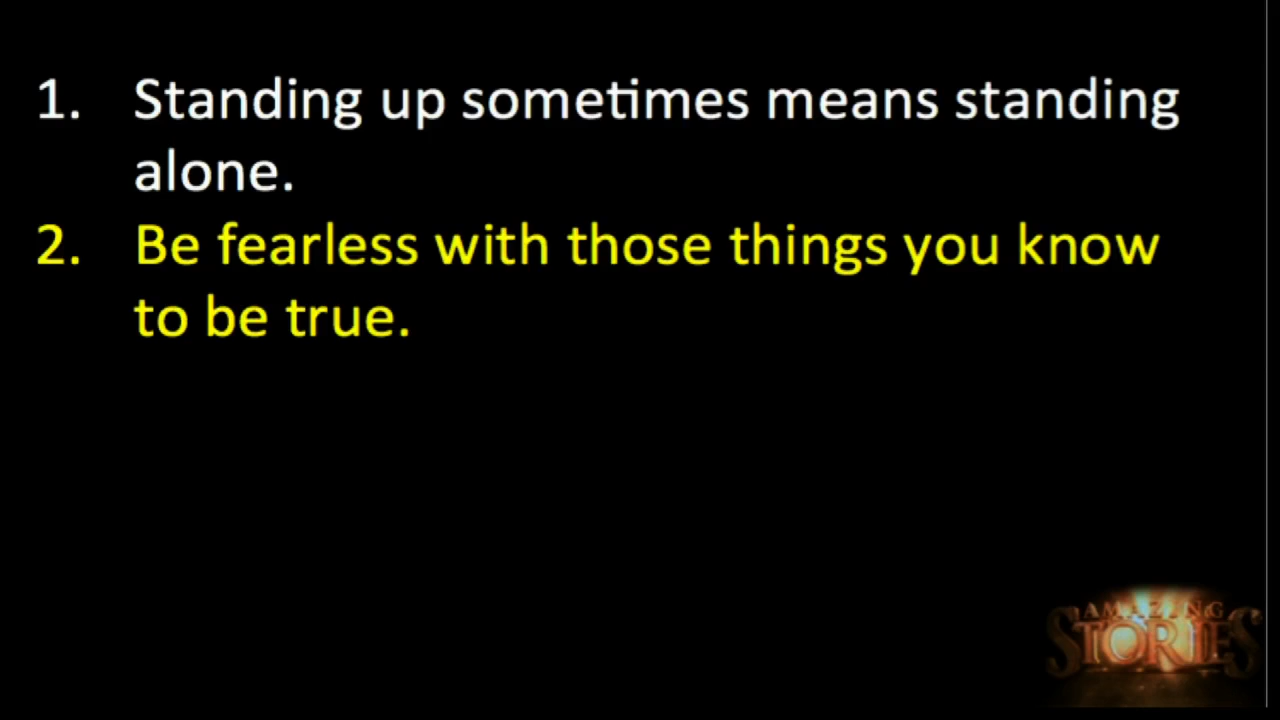 1. Standing up sometimes means standing
alone.
2. Be fearless with those things you know
to be true.
AMAZING
STORIES